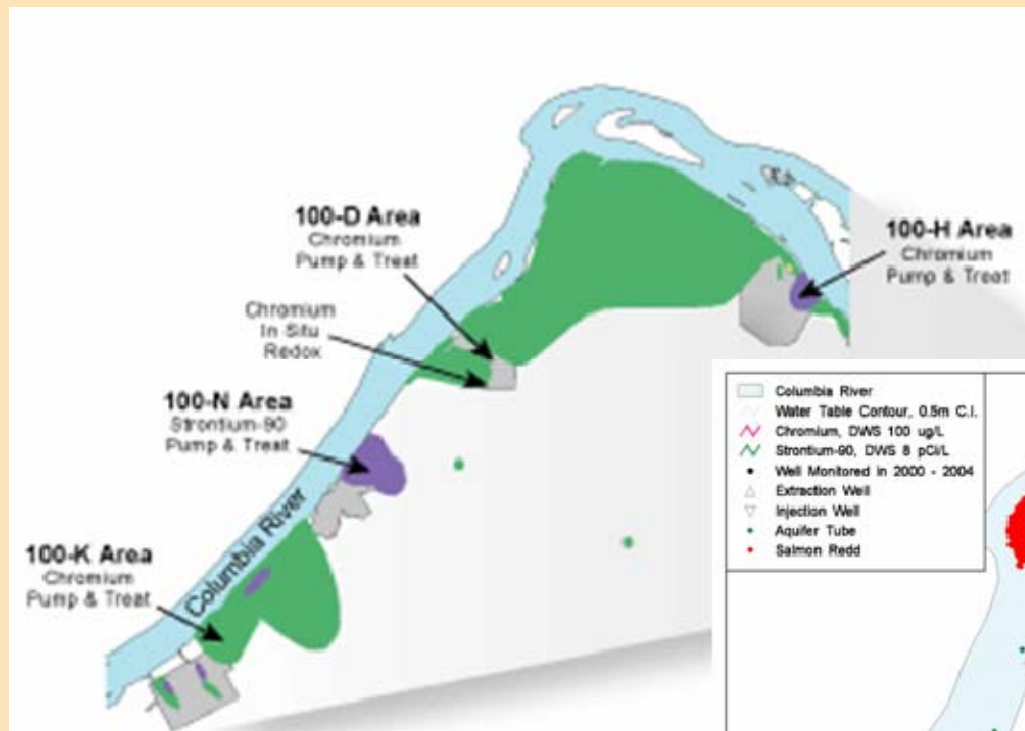 100-D Area
Chromium
Pump & Treat
100-H Area
Chromium
Pump & Treat
Chromium
In Situ
Redox
100-N Area
Strontium-90
Pump & Treat
Columbia River
100-K Area
Chromium
Pump & Treat
Columbia River
Water Table Contour, 0.5m C.I.
Chromium, DWS 100 ug/L
Strontium-90, DWS 8 pCi/L
Well Monitored in 2000 - 2004
Extraction Well
Injection Well
Aquifer Tube
Salmon Redd